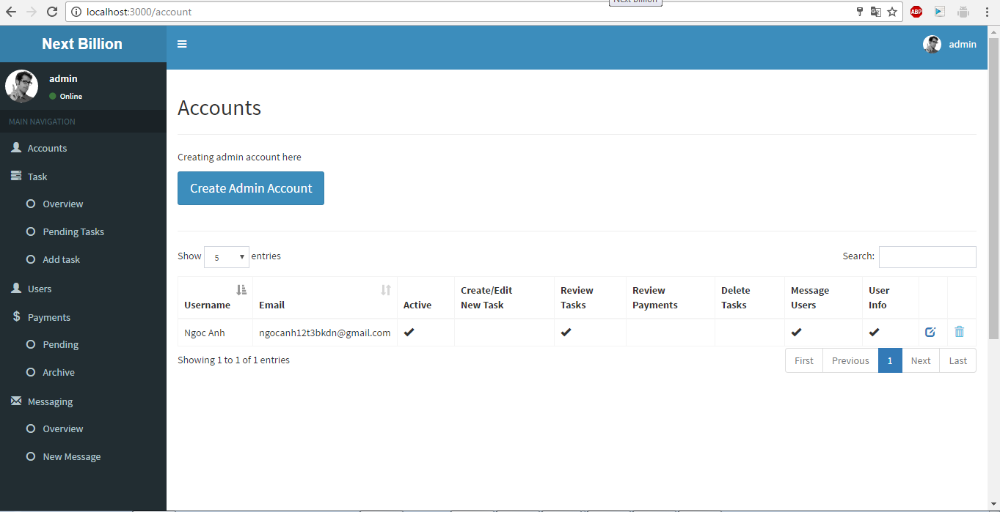 Next Billion
localhost:3000/account
ABP
Next Billion
admin
admin
Online
MAIN NAVIGATION
Accounts
Task
Overview
Pending Tasks
Add task
Users
Payments
Pending
Archive
Messaging
Overview
New Message
Accounts
Creating admin account here
Create Admin Account
Show 5 entries
Search:
Username Email Active Create/Edit New Task Review Tasks Review Payments Delete Tasks Message Users User Info
Ngoc Anh ngocanh12t3bkdn@gmail.com
Showing 1 to 1 of 1 entries
First Previous 1 Next Last